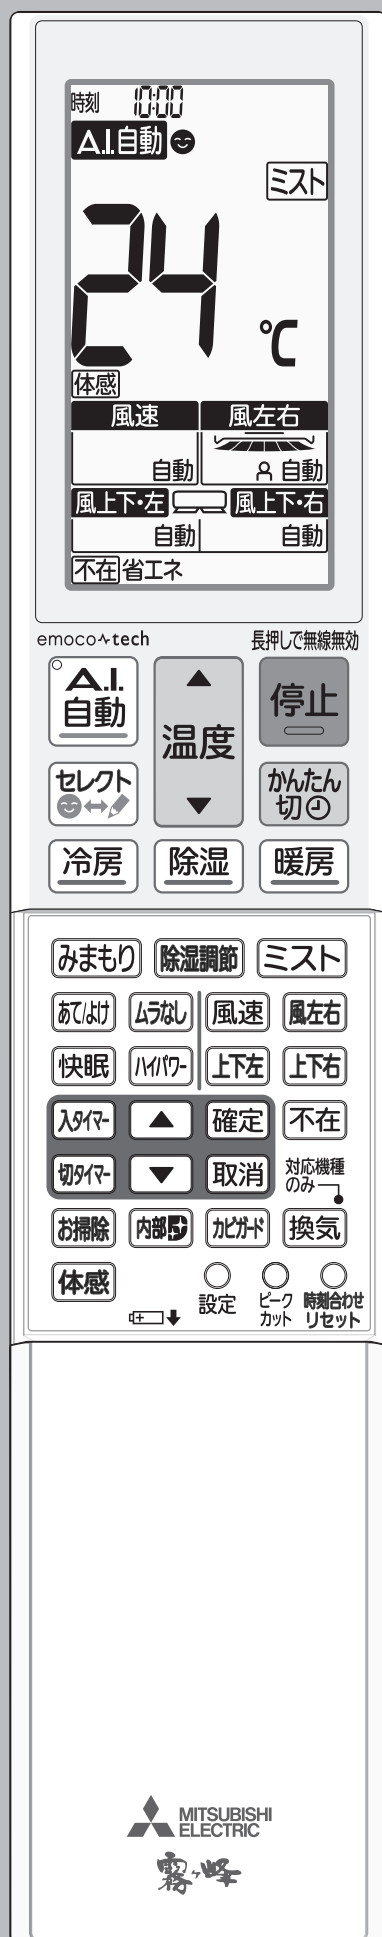 時刻 10:00
A.I.自動
ミスト
24℃
体感
風速 風左右
自動 自動
風上下・左 風上下・右
自動 自動
不在 省エネ
emoco tech 長押しで無線無効
A.I.自動 温度 停止
セレクト かんたん切
冷房 除湿 暖房
みまもり 除湿調節 ミスト
あて/よけ ムラなし 風速 風左右
快眠 ハイパワー 上下左 上下右
入タイマー ▲ 確定 不在
切タイマー ▼ 取消 対応機種のみ
お掃除 内部 カビガード 換気
体感 設定 ピークカット 時刻合わせ リセット
MITSUBISHI
ELECTRIC
霧ヶ峰